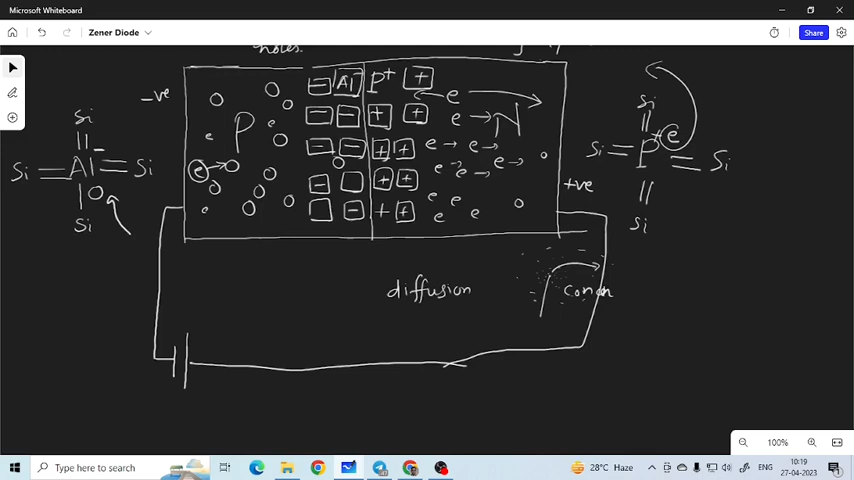 Microsoft Whiteboard
Zener Diode
Share
holes.
-ve
Al
P+
+
e
Si
Si = Al = Si
Si
P
e
N
e
+ve
Si
Si = P+ = Si
e
Si
diffusion
concn
100%
Type here to search
28°C Haze
ENG
10:19
27-04-2023